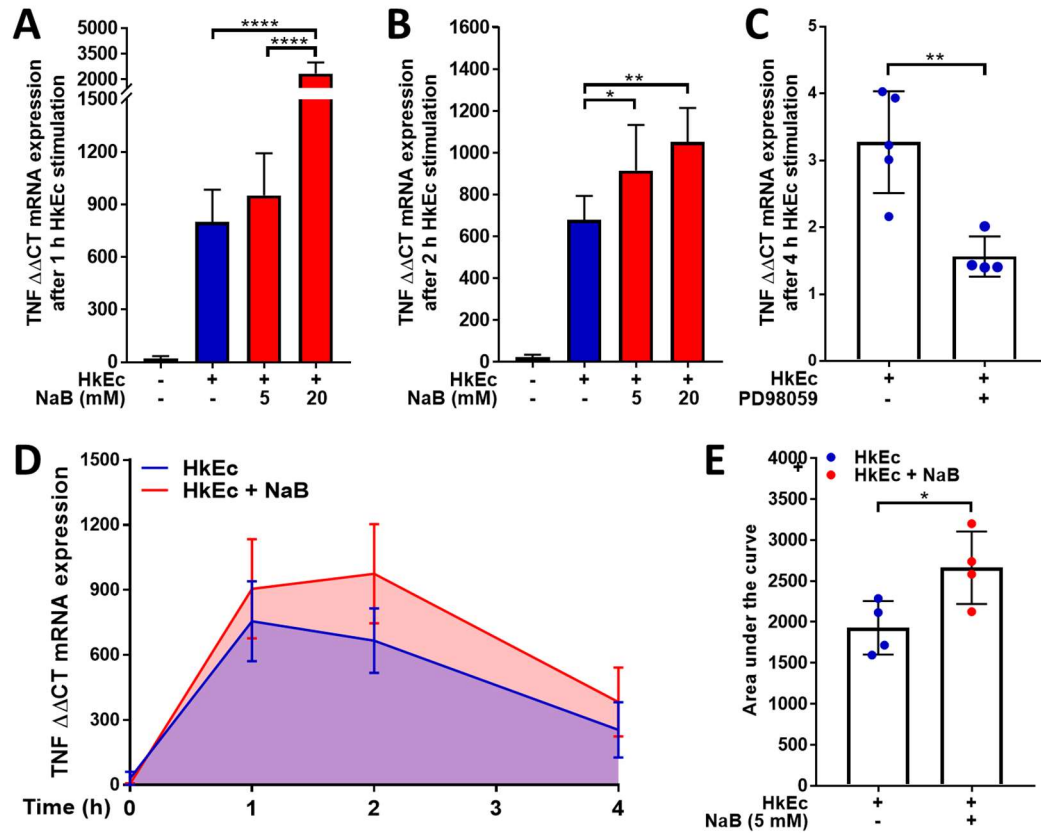 A
TNF ΔΔCT mRNA expression
after 1 h HkEc stimulation
5000
3500
2000
1500
1200
900
600
300
0
****
****
HkEc - + + +
NaB (mM) - - 5 20
B
TNF ΔΔCT mRNA expression
after 2 h HkEc stimulation
1600
1400
1200
1000
800
600
400
200
0
**
*
HkEc - + + +
NaB (mM) - - 5 20
C
TNF ΔΔCT mRNA expression
after 4 h HkEc stimulation
5
4
3
2
1
0
**
HkEc + +
PD98059 - +
D
TNF ΔΔCT mRNA expression
1500
1200
900
600
300
0
HkEc
HkEc + NaB
Time (h) 0 1 2 3 4
E
Area under the curve
4000
+
3500
3000
2500
2000
1500
1000
500
0
HkEc
HkEc + NaB
*
HkEc + +
NaB (5 mM) - +